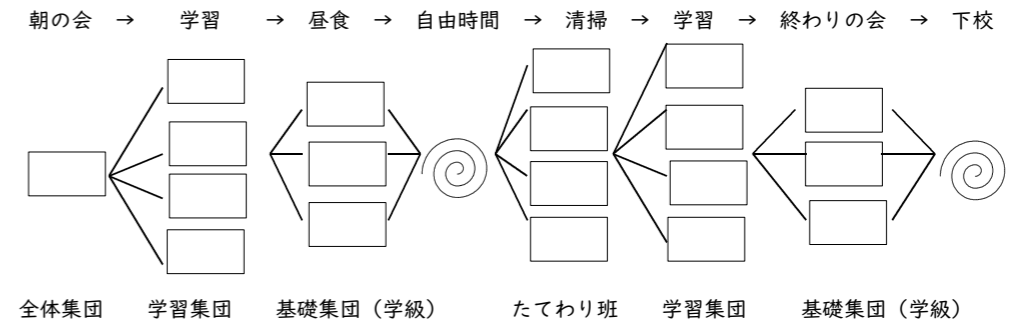 朝の会 → 学習 → 昼食 → 自由時間 → 清掃 → 学習 → 終わりの会 → 下校
全体集団 学習集団 基礎集団（学級） たてわり班 学習集団 基礎集団（学級）